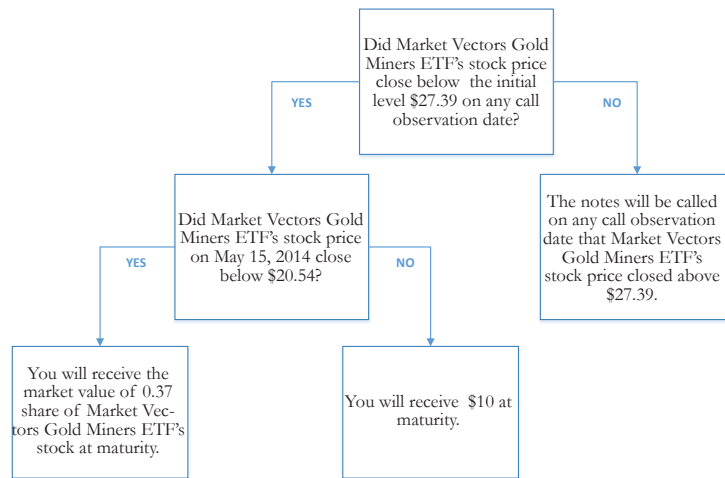 Did Market Vectors Gold
Miners ETF's stock price
close below the initial
level $27.39 on any call
observation date?
YES
NO
Did Market Vectors Gold
Miners ETF's stock price
on May 15, 2014 close
below $20.54?
The notes will be called
on any call observation
date that Market Vectors
Gold Miners ETF's
stock price closed above
$27.39.
YES
NO
You will receive the
market value of 0.37
share of Market Vec-
tors Gold Miners ETF's
stock at maturity.
You will receive $10 at
maturity.